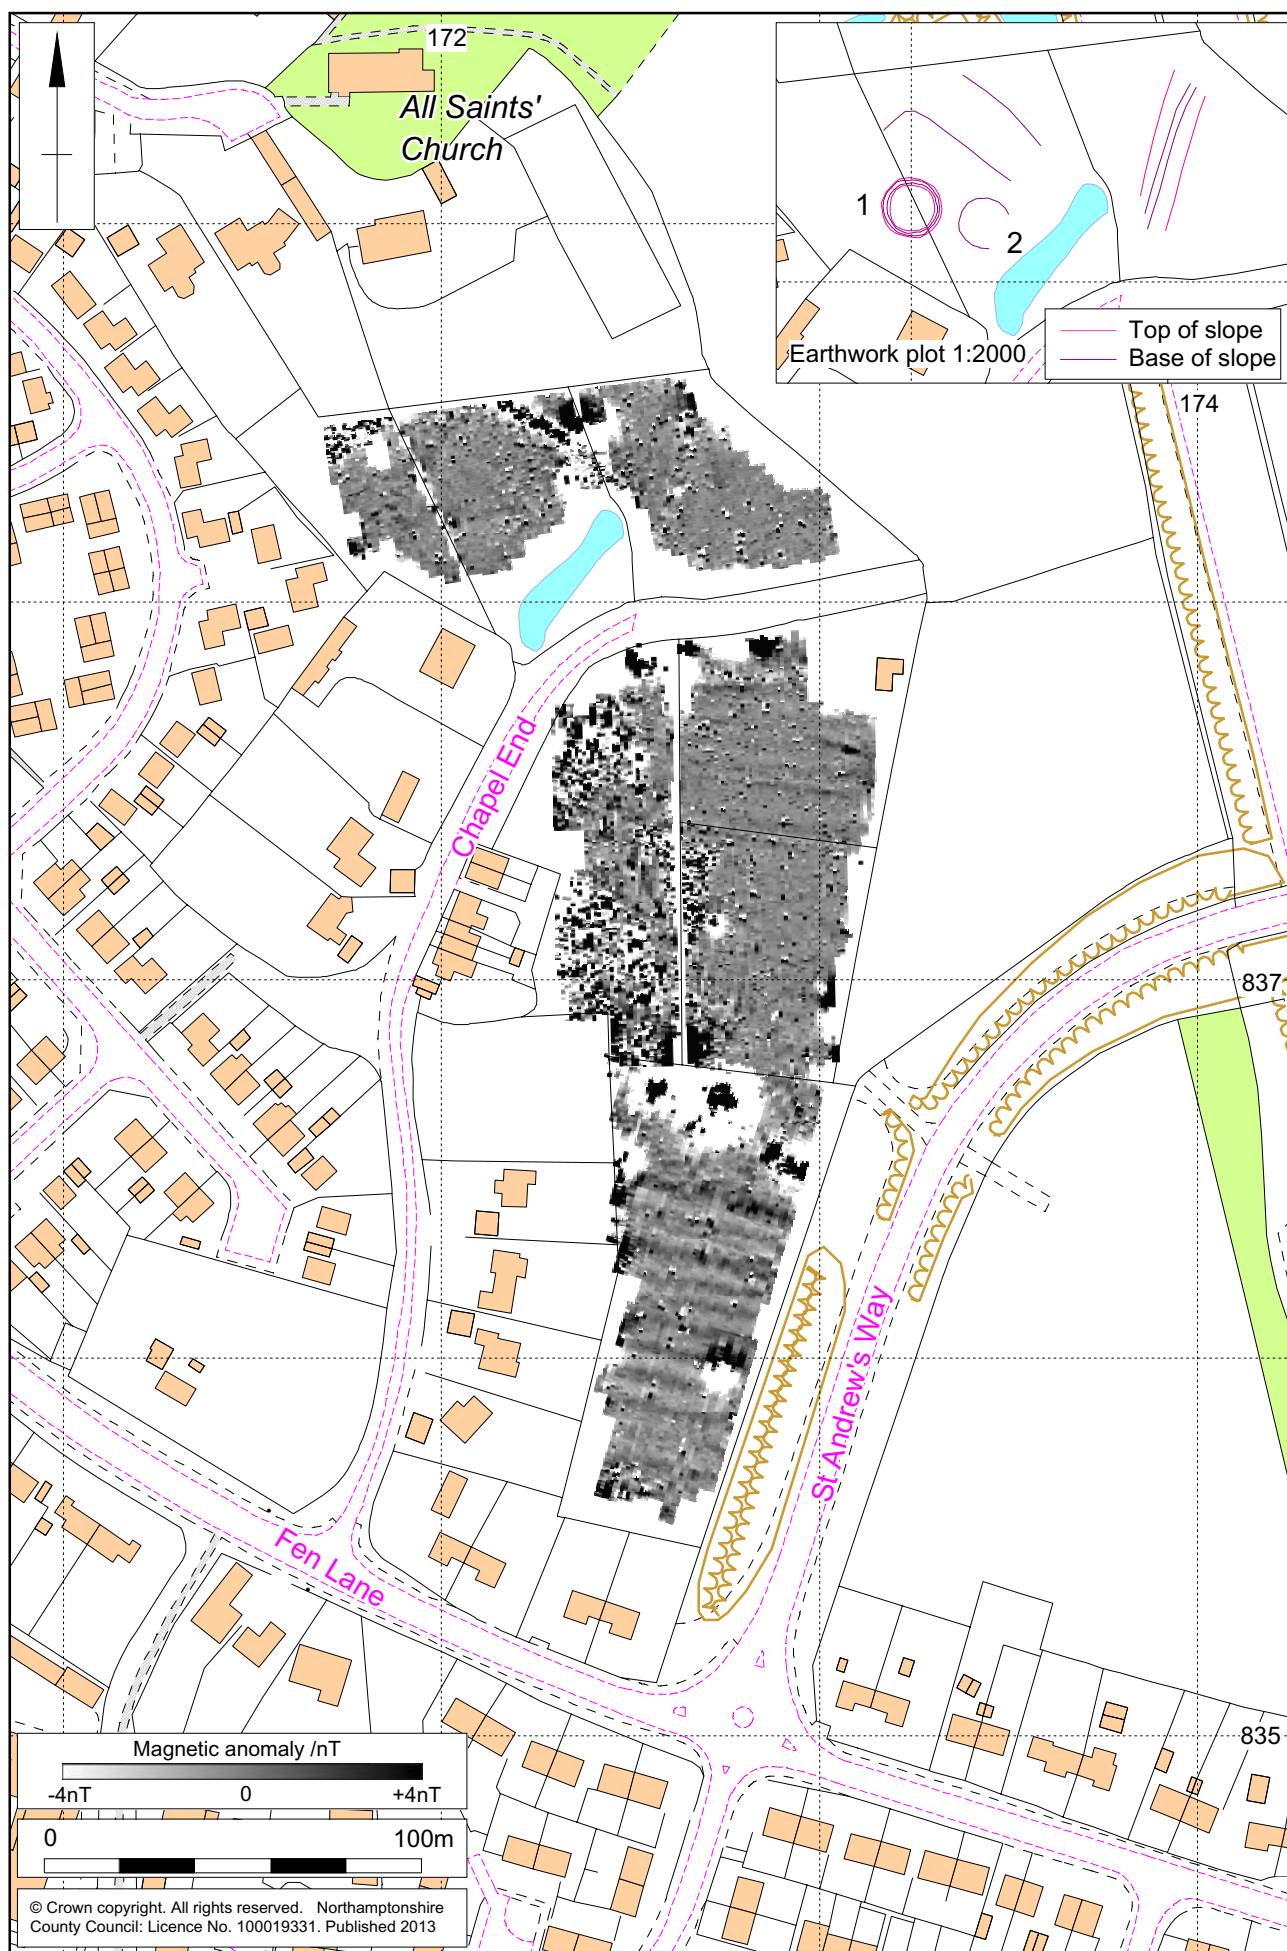 172
All Saints'
Church
1
2
Earthwork plot 1:2000
Top of slope
Base of slope
174
Chapel End
837
St Andrew's Way
Fen Lane
835
Magnetic anomaly /nT
-4nT 0 +4nT
0 100m
© Crown copyright. All rights reserved. Northamptonshire
County Council: Licence No. 100019331. Published 2013